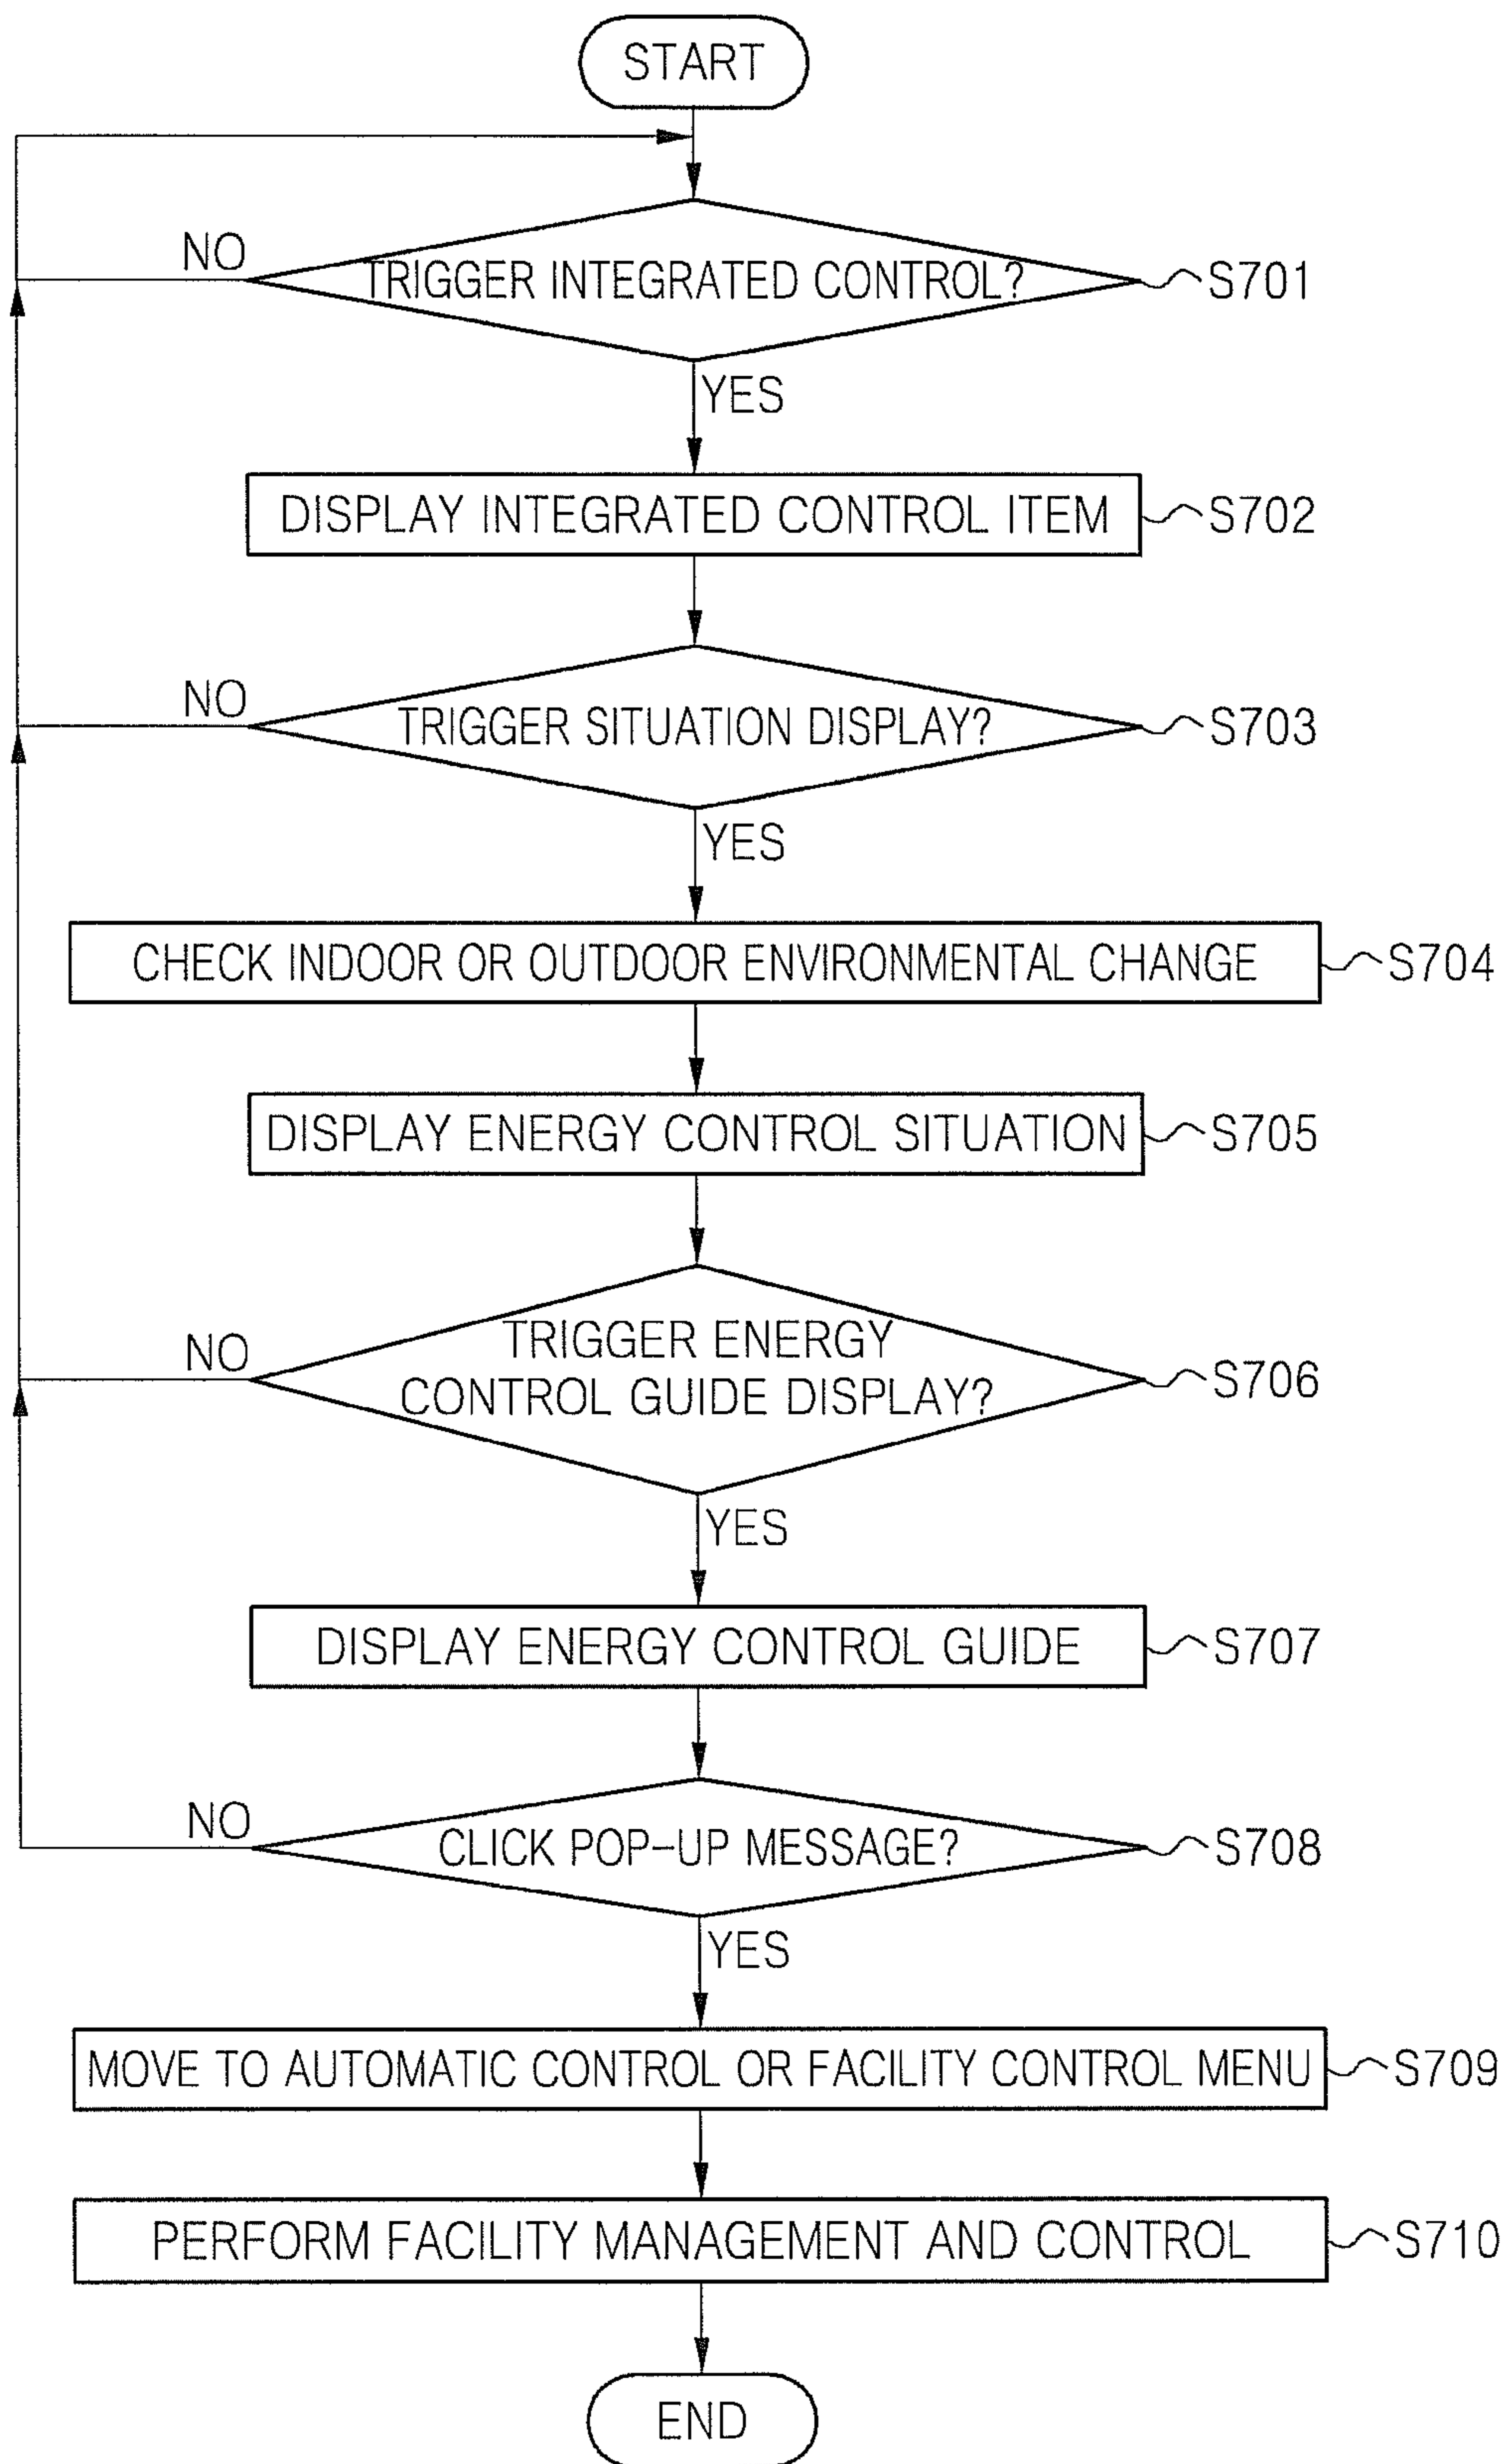 START
NO
TRIGGER INTEGRATED CONTROL?
S701
YES
DISPLAY INTEGRATED CONTROL ITEM
S702
NO
TRIGGER SITUATION DISPLAY?
S703
YES
CHECK INDOOR OR OUTDOOR ENVIRONMENTAL CHANGE
S704
DISPLAY ENERGY CONTROL SITUATION
S705
NO
TRIGGER ENERGY
CONTROL GUIDE DISPLAY?
S706
YES
DISPLAY ENERGY CONTROL GUIDE
S707
NO
CLICK POP-UP MESSAGE?
S708
YES
MOVE TO AUTOMATIC CONTROL OR FACILITY CONTROL MENU
S709
PERFORM FACILITY MANAGEMENT AND CONTROL
S710
END